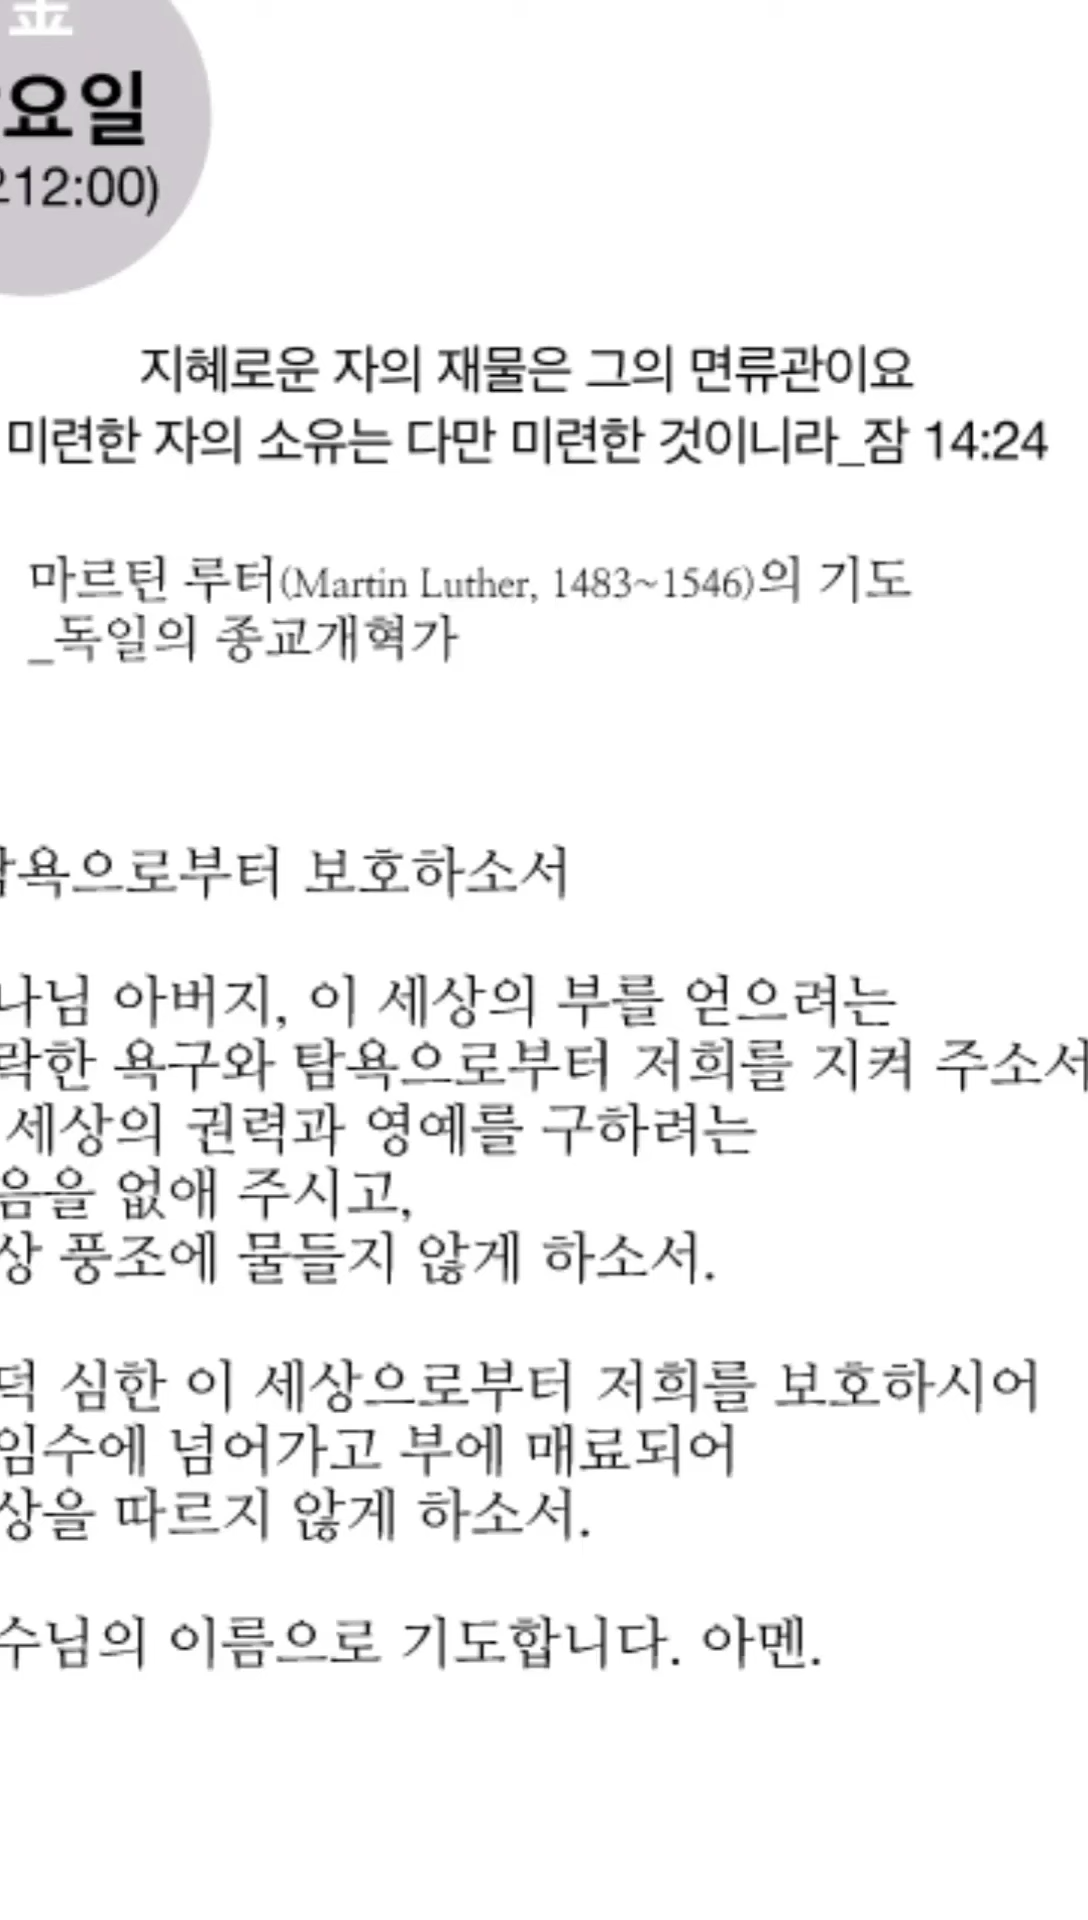 金
요일
12:00)
지혜로운 자의 재물은 그의 면류관이요
미련한 자의 소유는 다만 미련한 것이니라_잠 14:24
마르틴 루터(Martin Luther, 1483~1546)의 기도
_독일의 종교개혁가
탐욕으로부터 보호하소서
나님 아버지, 이 세상의 부를 얻으려는
락한 욕구와 탐욕으로부터 저희를 지켜 주소서
세상의 권력과 영예를 구하려는
음을 없애 주시고,
상 풍조에 물들지 않게 하소서.
덕 심한 이 세상으로부터 저희를 보호하시어
임수에 넘어가고 부에 매료되어
상을 따르지 않게 하소서.
수님의 이름으로 기도합니다. 아멘.